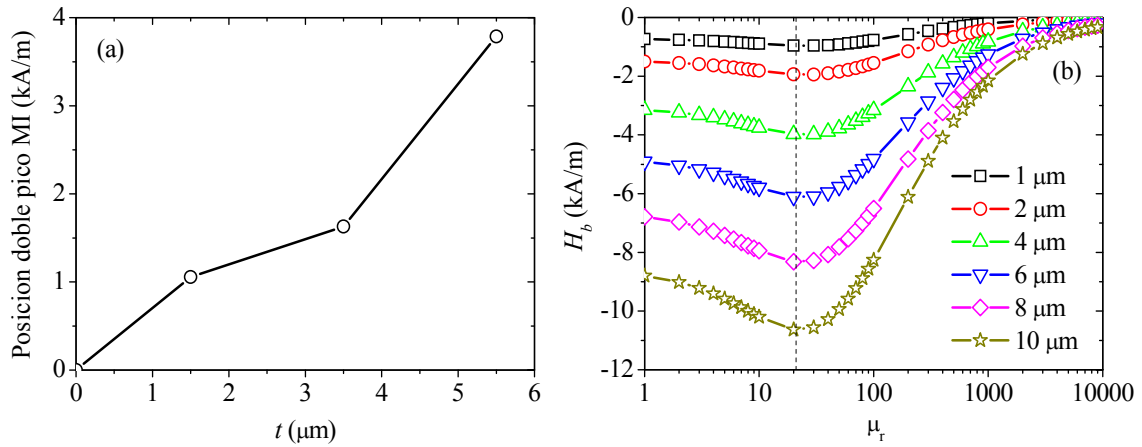 (a)
Posicion doble pico MI (kA/m)
4
3
2
1
0
0 1 2 3 4 5 6
t (μm)
(b)
H_b (kA/m)
0
-2
-4
-6
-8
-10
-12
1 μm
2 μm
4 μm
6 μm
8 μm
10 μm
1 10 100 1000 10000
μ_r